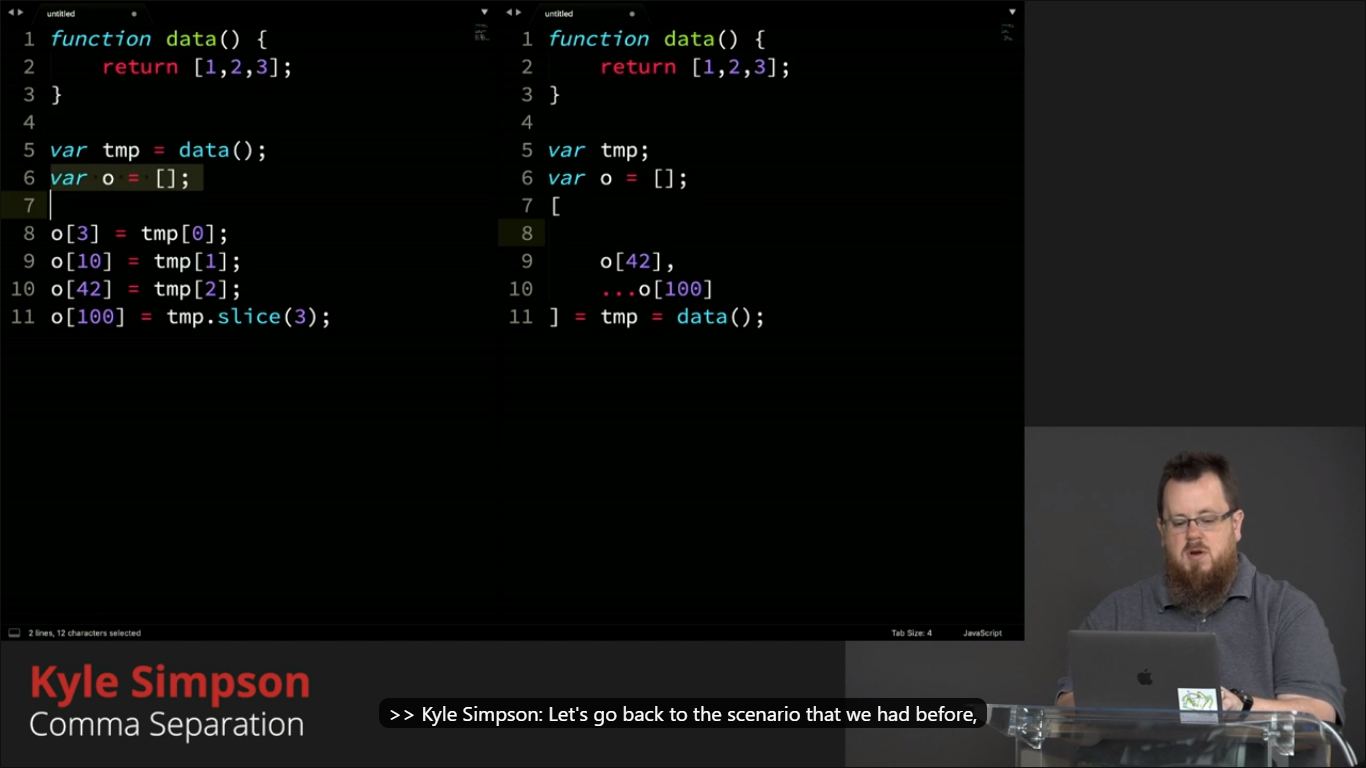 untitled
1 function data() {
2     return [1,2,3];
3 }
4
5 var tmp = data();
6 var o = [];
7
8 o[3] = tmp[0];
9 o[10] = tmp[1];
10 o[42] = tmp[2];
11 o[100] = tmp.slice(3);
untitled
1 function data() {
2     return [1,2,3];
3 }
4
5 var tmp;
6 var o = [];
7 [
8
9     o[42],
10     ...o[100]
11 ] = tmp = data();
2 lines, 12 characters selected
Tab Size: 4
JavaScript
Kyle Simpson
Comma Separation
>> Kyle Simpson: Let's go back to the scenario that we had before,